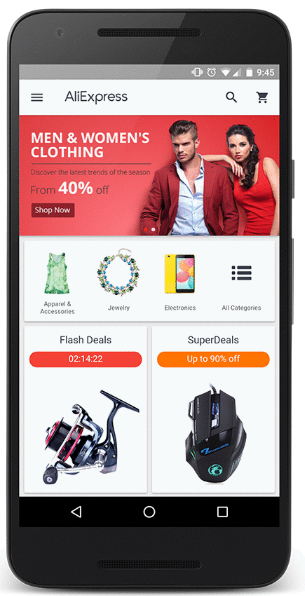 9:45
AliExpress
MEN & WOMEN'S
CLOTHING
Discover the latest trends of the season
From 40% off
Shop Now
Apparel &
Accessories
Jewelry
Electronics
All Categories
Flash Deals
02:14:22
SuperDeals
Up to 90% off